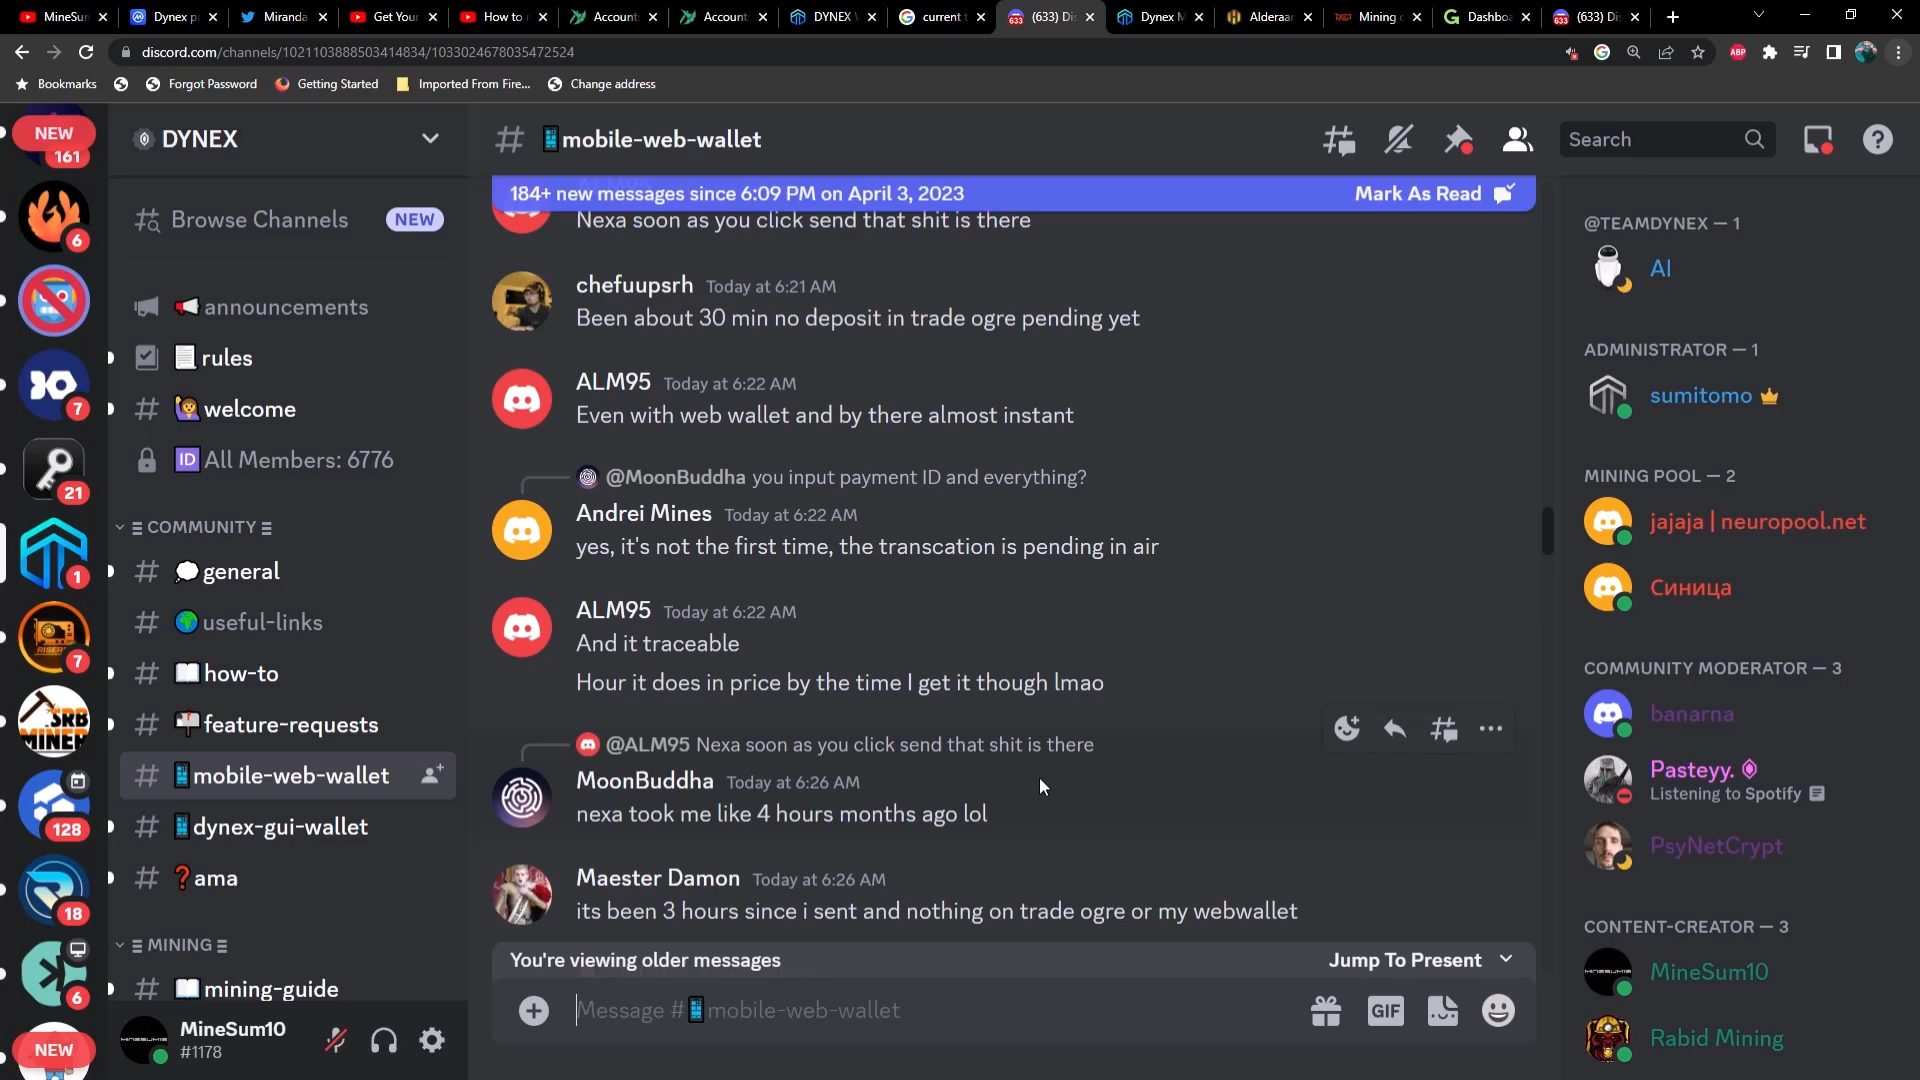 MineSum
Dynex p
Miranda
Get Your
How to
Account
Account
DYNEX
current t
(633) Di
Dynex M
Alderaan
Mining
Dashboa
(633) Di
discord.com/channels/1021103888503414834/1033024678035472524
ABP
Bookmarks
Forgot Password
Getting Started
Imported From Fire...
Change address
NEW
161
6
7
21
1
7
SRB
MINER
128
18
6
NEW
DYNEX
Browse Channels
NEW
announcements
rules
welcome
ID All Members: 6776
COMMUNITY
general
useful-links
how-to
feature-requests
mobile-web-wallet
dynex-gui-wallet
ama
MINING
mining-guide
MineSum10
#1178
mobile-web-wallet
Search
184+ new messages since 6:09 PM on April 3, 2023
Mark As Read
Nexa soon as you click send that shit is there
chefuupsrh Today at 6:21 AM
Been about 30 min no deposit in trade ogre pending yet
ALM95 Today at 6:22 AM
Even with web wallet and by there almost instant
@MoonBuddha you input payment ID and everything?
Andrei Mines Today at 6:22 AM
yes, it's not the first time, the transcation is pending in air
ALM95 Today at 6:22 AM
And it traceable
Hour it does in price by the time I get it though lmao
@ALM95 Nexa soon as you click send that shit is there
MoonBuddha Today at 6:26 AM
nexa took me like 4 hours months ago lol
Maester Damon Today at 6:26 AM
its been 3 hours since i sent and nothing on trade ogre or my webwallet
You're viewing older messages
Jump To Present
Message # mobile-web-wallet
GIF
@TEAMDYNEX — 1
AI
ADMINISTRATOR — 1
sumitomo
MINING POOL — 2
jajaja | neuropool.net
Синица
COMMUNITY MODERATOR — 3
banarna
Pasteyy.
Listening to Spotify
PsyNetCrypt
CONTENT-CREATOR — 3
MineSum10
Rabid Mining